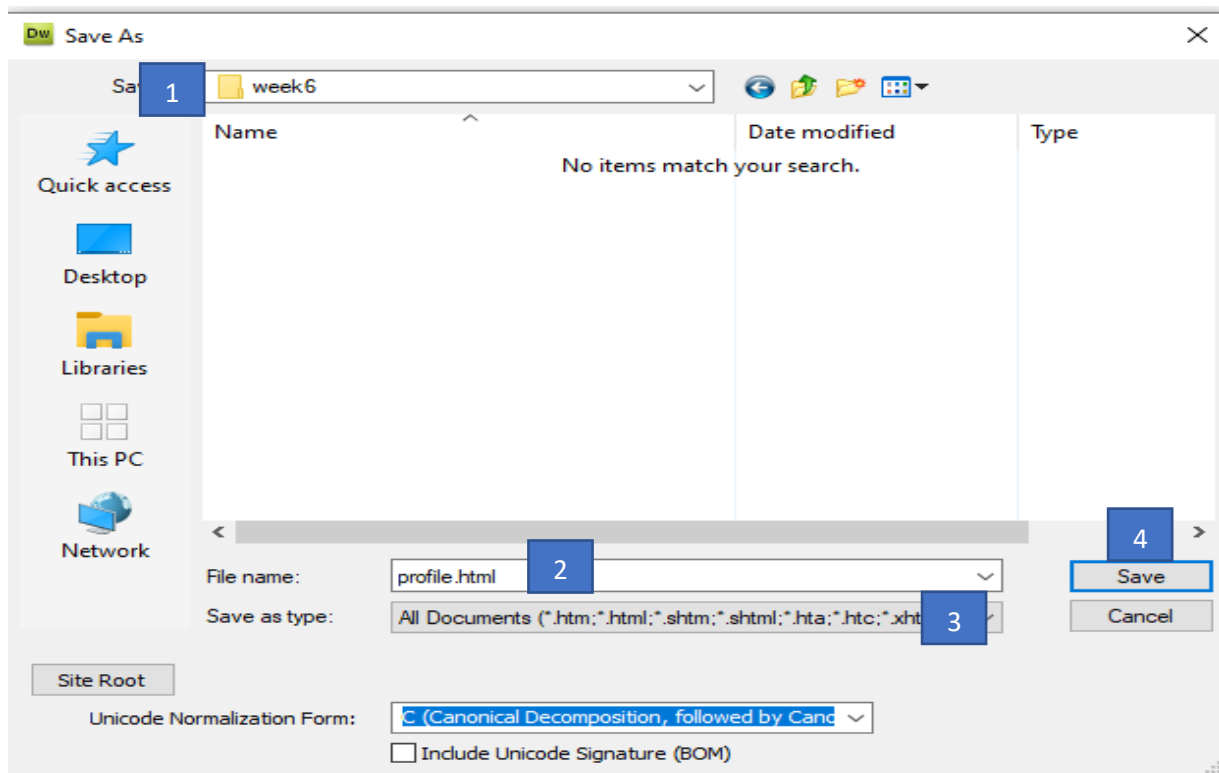 Dw Save As
Sav 1 week6
Name Date modified Type
No items match your search.
Quick access
Desktop
Libraries
This PC
Network
4
File name: profile.html 2 Save
Save as type: All Documents (*.htm;*.html;*.shtm;*.shtml;*.hta;*.htc;*.xht 3 Cancel
Site Root
Unicode Normalization Form: C (Canonical Decomposition, followed by Canc
Include Unicode Signature (BOM)